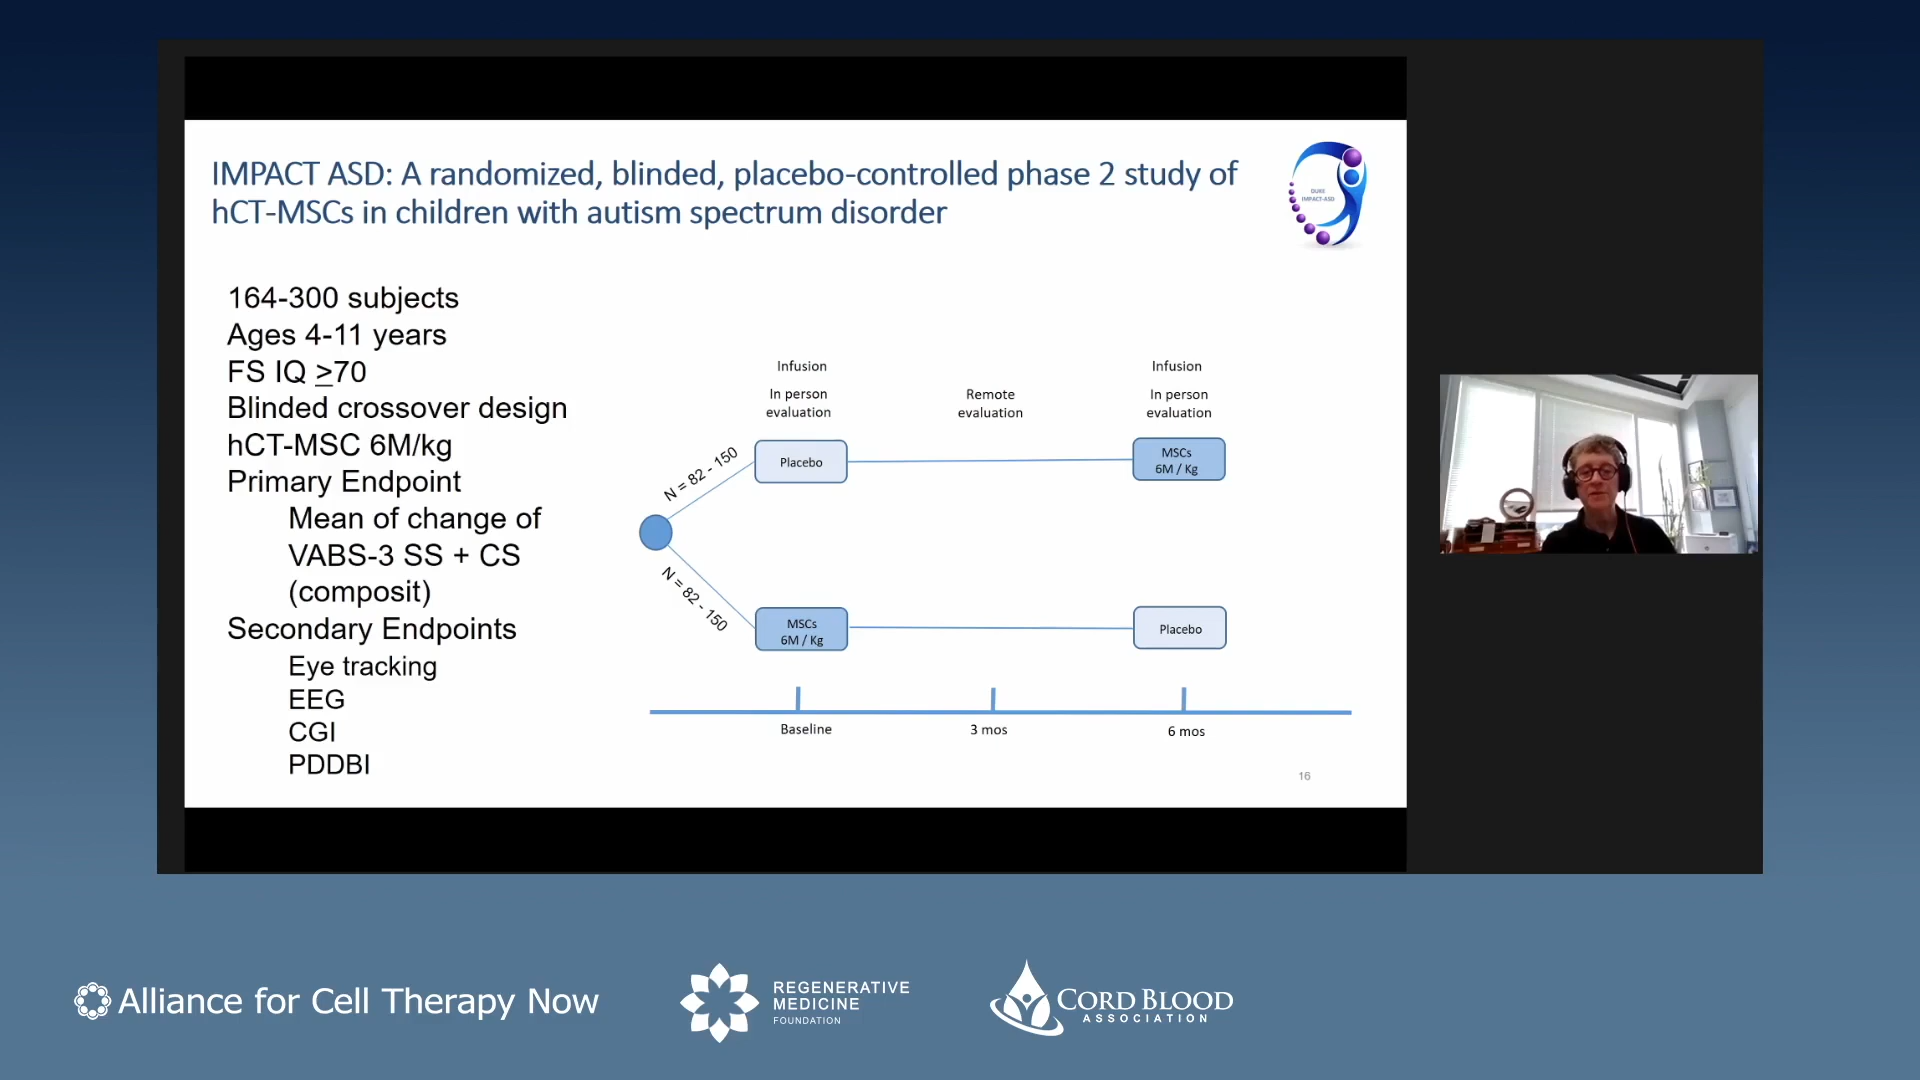 IMPACT ASD: A randomized, blinded, placebo-controlled phase 2 study of
hCT-MSCs in children with autism spectrum disorder
DUKE
IMPACT-ASD
164-300 subjects
Ages 4-11 years
FS IQ >70
Blinded crossover design
hCT-MSC 6M/kg
Primary Endpoint
Mean of change of
VABS-3 SS + CS
(composit)
Secondary Endpoints
Eye tracking
EEG
CGI
PDDBI
Infusion
In person
evaluation
Remote
evaluation
Infusion
In person
evaluation
N = 82 - 150
Placebo
MSCs
6M / Kg
N = 82 - 150
MSCs
6M / Kg
Placebo
Baseline
3 mos
6 mos
16
Alliance for Cell Therapy Now
REGENERATIVE
MEDICINE
FOUNDATION
CORD BLOOD
ASSOCIATION